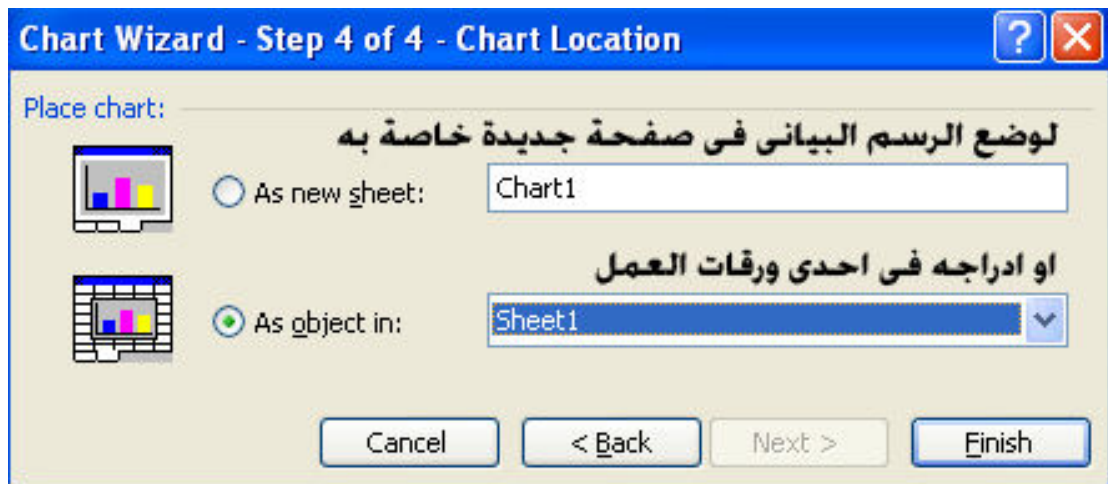 Chart Wizard - Step 4 of 4 - Chart Location
Place chart:
لوضع الرسم البيانى فى صفحة جديدة خاصة به
As new sheet: Chart1
او ادراجه فى احدى ورقات العمل
As object in: Sheet1
Cancel < Back Next > Finish